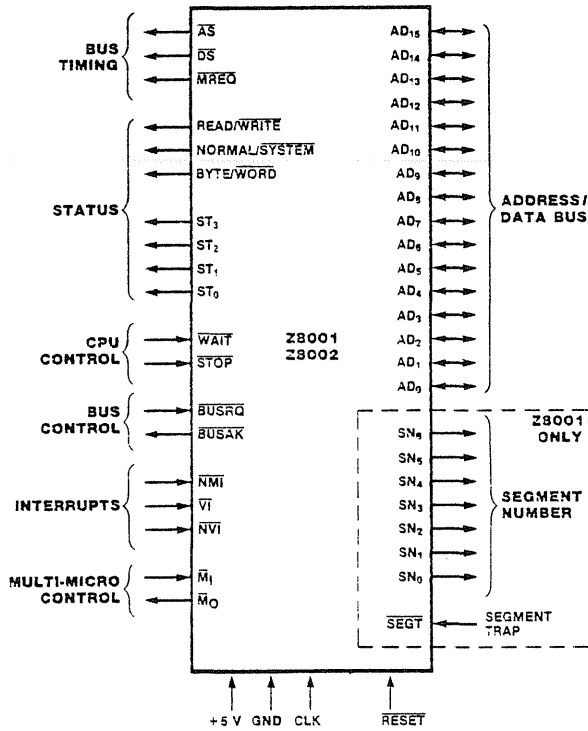 BUS
TIMING
AS
DS
MREQ
STATUS
READ/WRITE
NORMAL/SYSTEM
BYTE/WORD
ST3
ST2
ST1
ST0
CPU
CONTROL
WAIT
STOP
BUS
CONTROL
BUSRQ
BUSAK
INTERRUPTS
NMI
VI
NVI
MULTI-MICRO
CONTROL
MI
MO
Z8001
Z8002
AD15
AD14
AD13
AD12
AD11
AD10
AD9
AD8
AD7
AD6
AD5
AD4
AD3
AD2
AD1
AD0
ADDRESS/
DATA BUS
Z8001
ONLY
SN6
SN5
SN4
SN3
SN2
SN1
SN0
SEGMENT
NUMBER
SEGT
SEGMENT
TRAP
+5 V GND CLK RESET